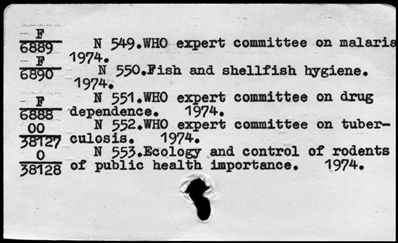 F
6889 N 549.WHO expert committee on malaria
1974.
F
6890 N 550.Fish and shellfish hygiene.
1974.
F N 551.WHO expert committee on drug
6888 dependence. 1974.
00 N 552.WHO expert committee on tuber-
38127 culosis. 1974.
0 N 553.Ecology and control of rodents
38128 of public health importance. 1974.